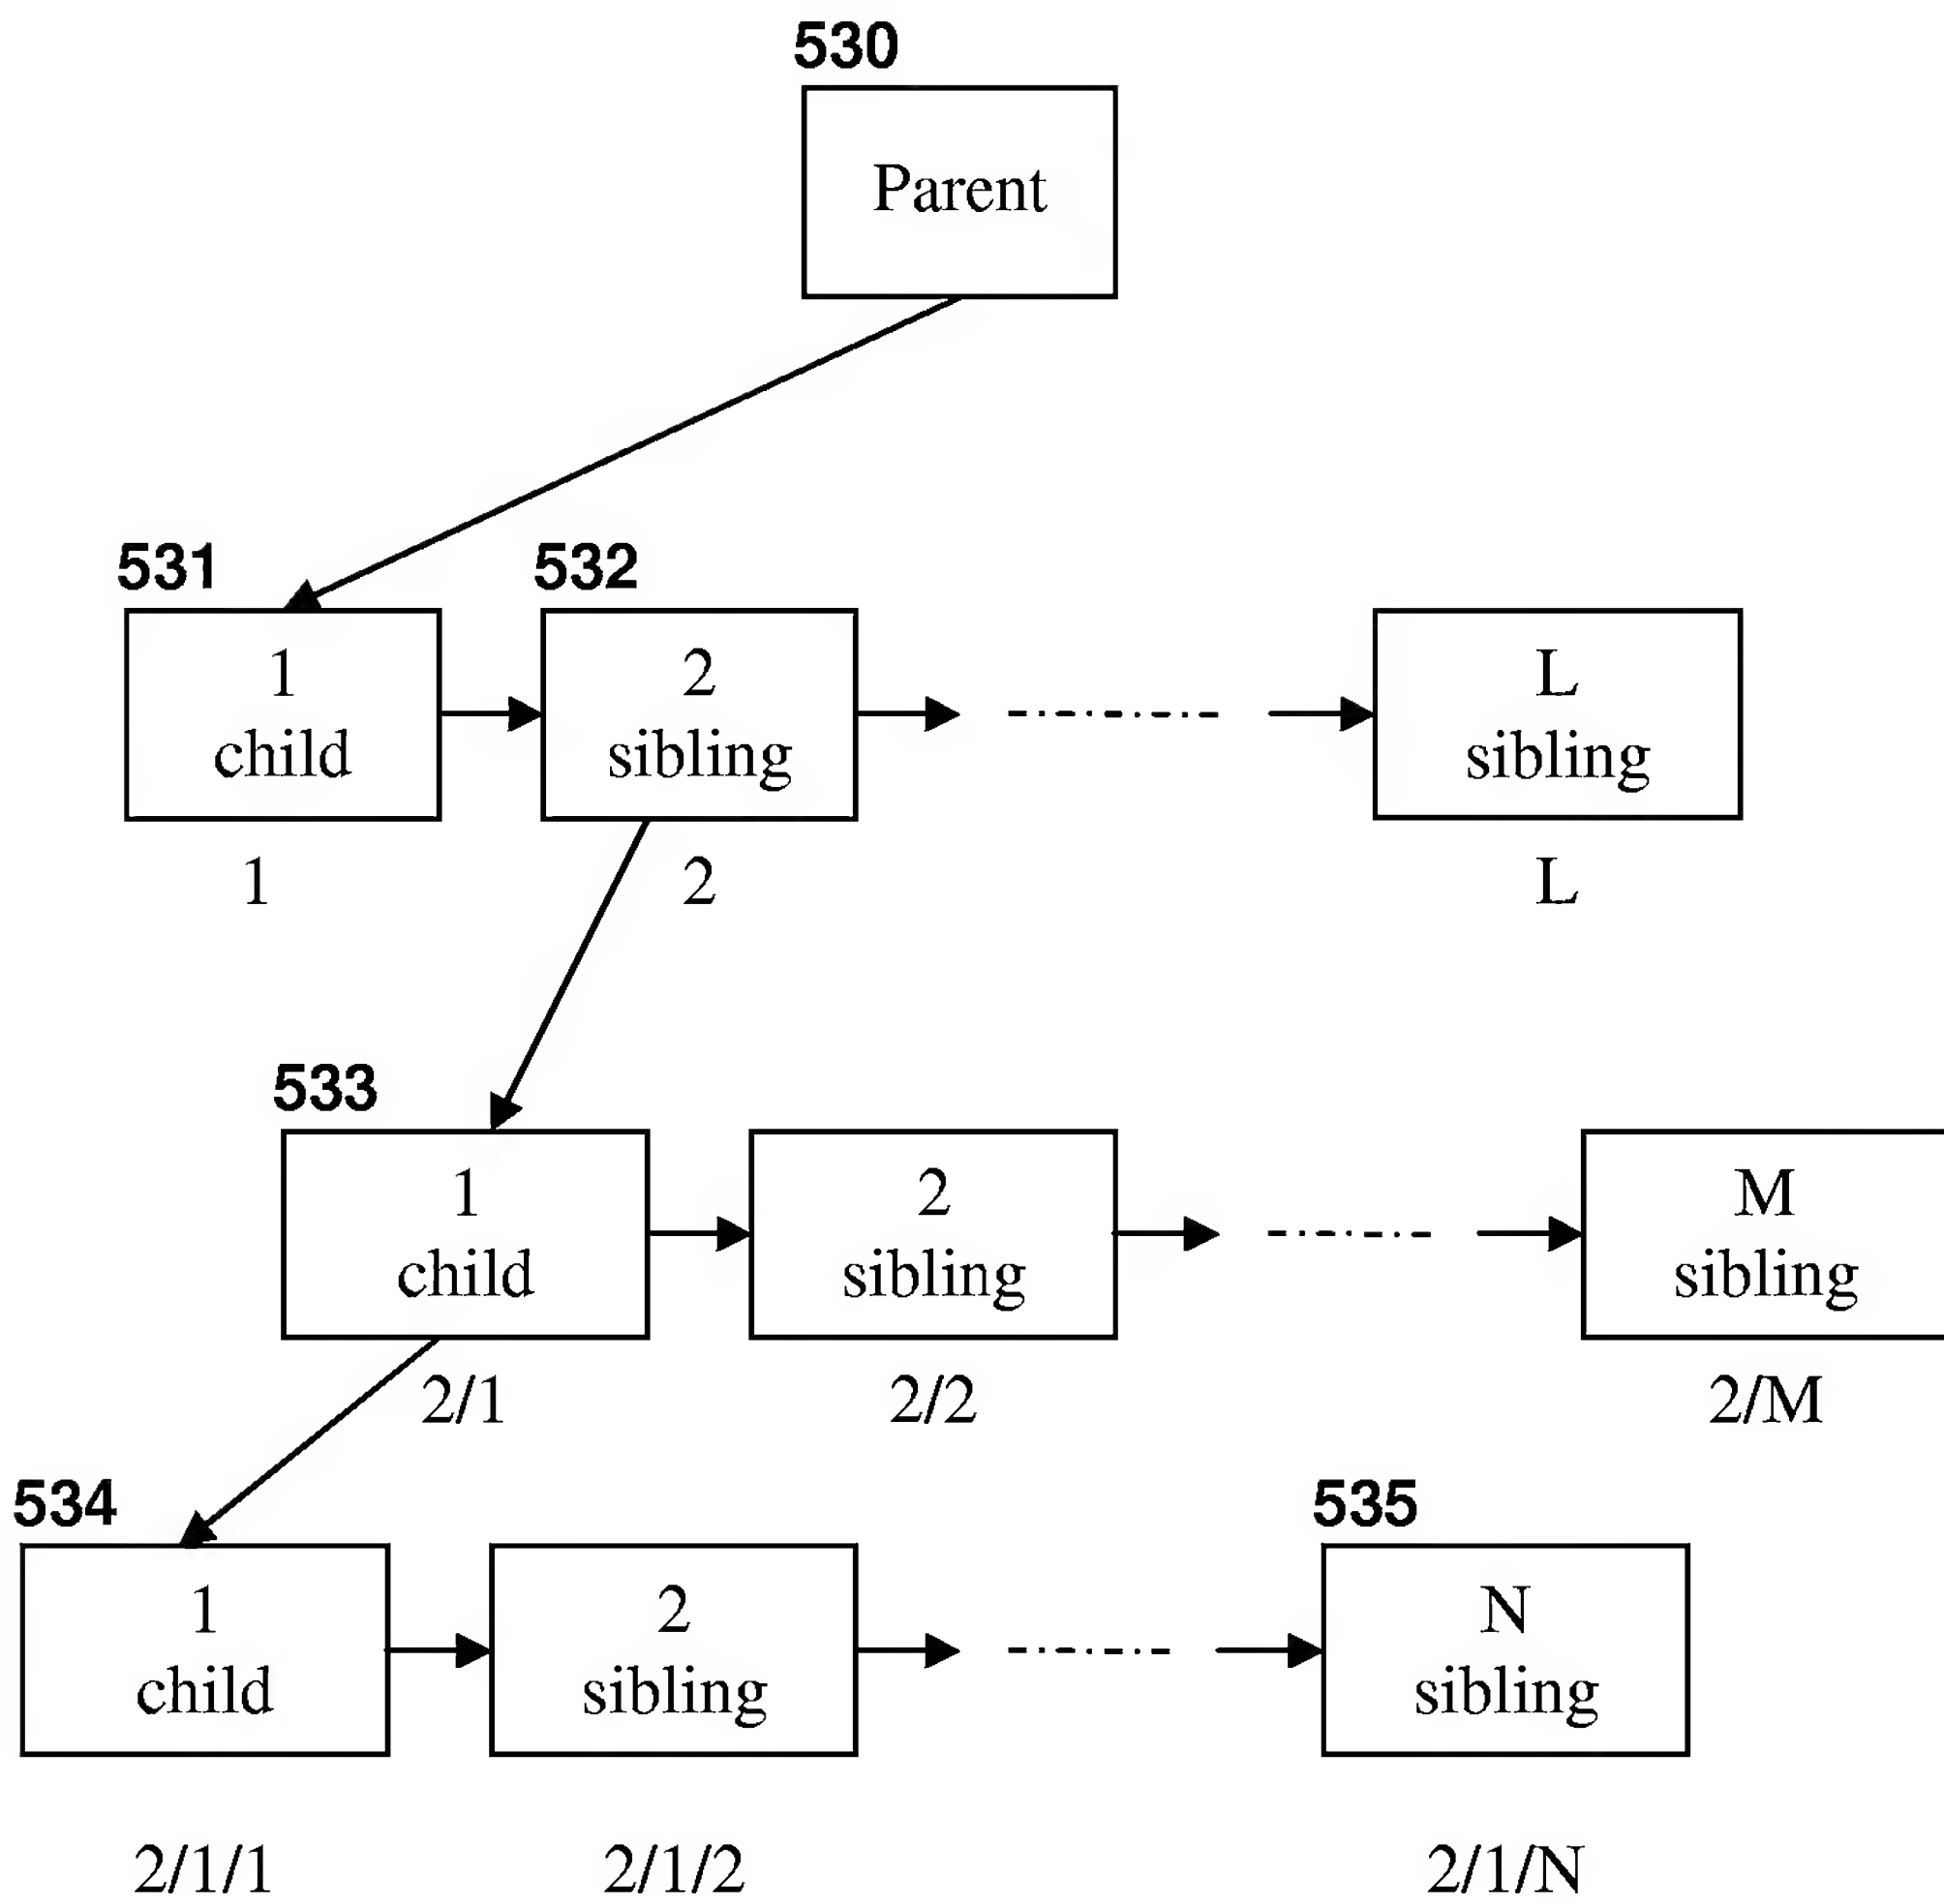 530
Parent
531 532
1 2 L
child sibling sibling
1 2 L
533
1 2 M
child sibling sibling
2/1 2/2 2/M
534 535
1 2 N
child sibling sibling
2/1/1 2/1/2 2/1/N